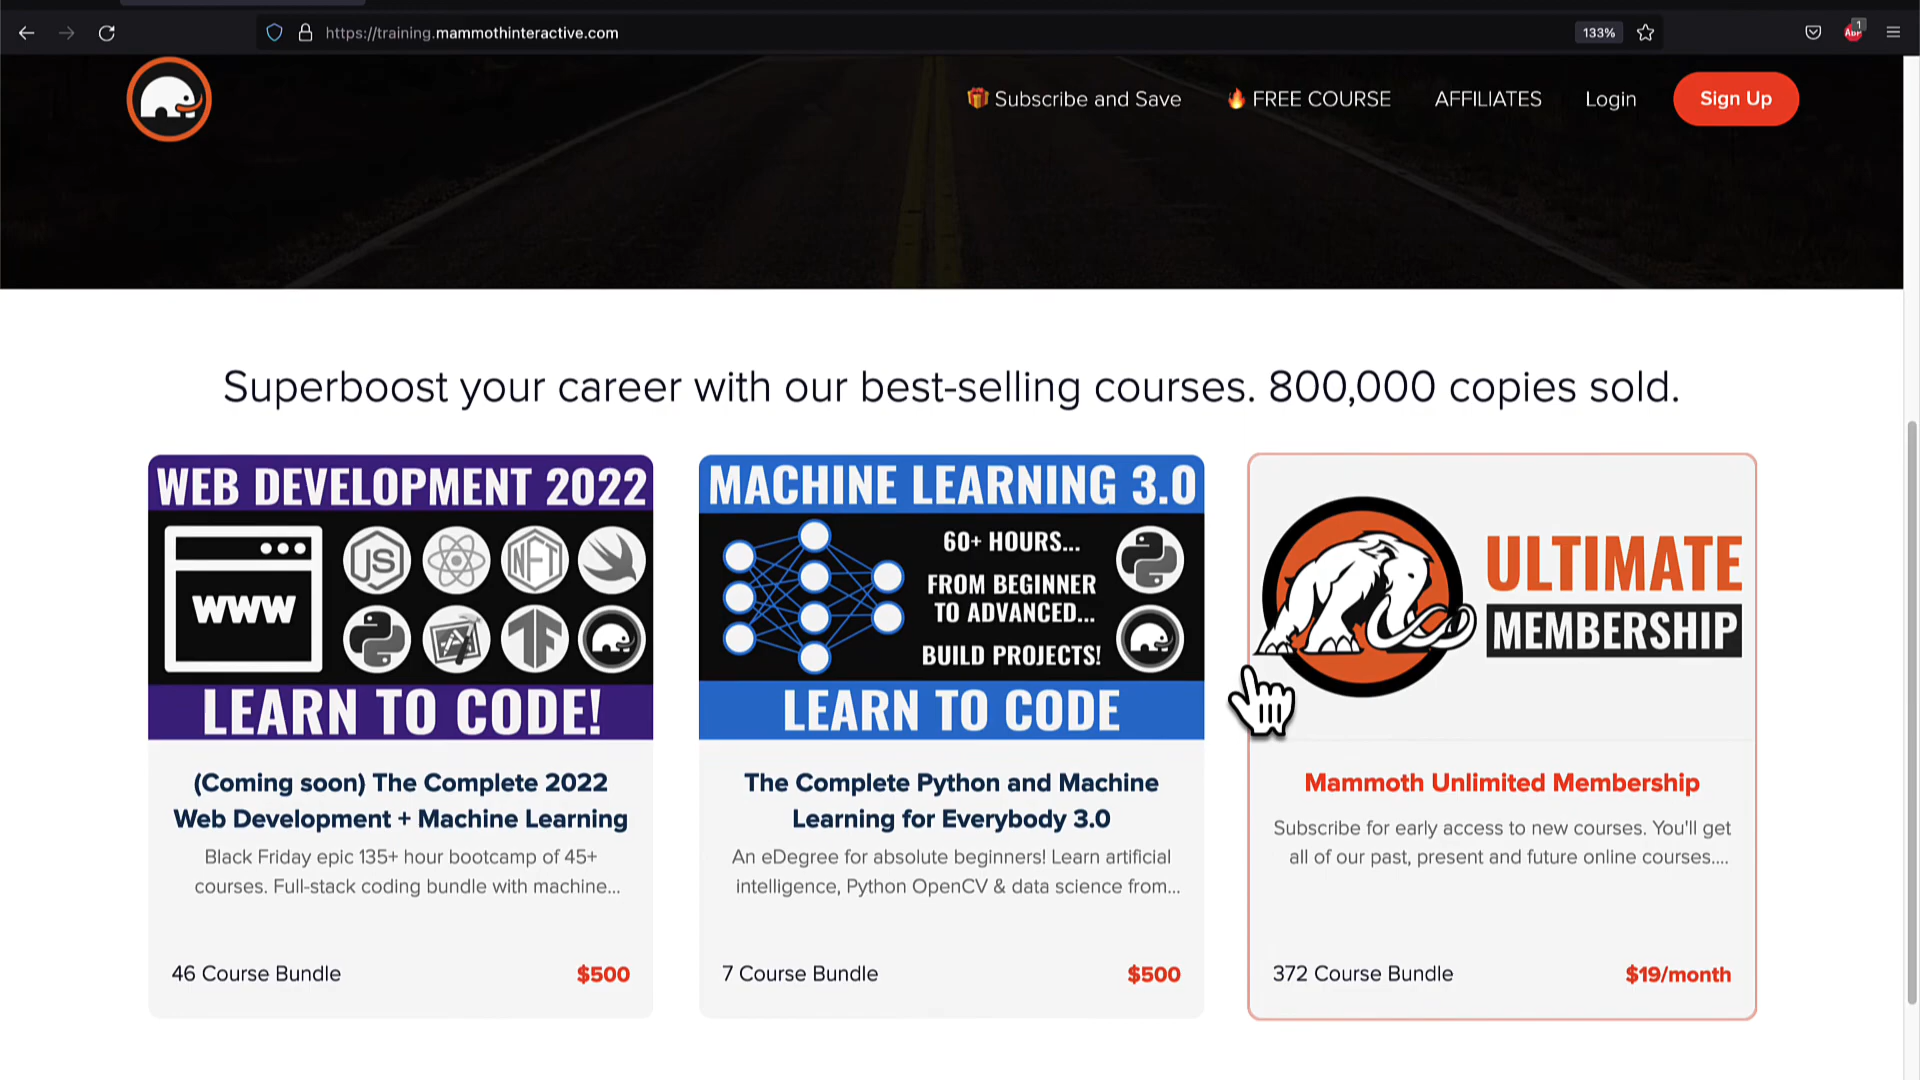 https://training.mammothinteractive.com
133%
1
ABP
🎁 Subscribe and Save
🔥 FREE COURSE
AFFILIATES
Login
Sign Up
Superboost your career with our best-selling courses. 800,000 copies sold.
WEB DEVELOPMENT 2022
WWW
JS
NFT
LEARN TO CODE!
(Coming soon) The Complete 2022
Web Development + Machine Learning
Black Friday epic 135+ hour bootcamp of 45+
courses. Full-stack coding bundle with machine...
46 Course Bundle
$500
MACHINE LEARNING 3.0
60+ HOURS...
FROM BEGINNER
TO ADVANCED...
BUILD PROJECTS!
LEARN TO CODE
The Complete Python and Machine
Learning for Everybody 3.0
An eDegree for absolute beginners! Learn artificial
intelligence, Python OpenCV & data science from...
7 Course Bundle
$500
ULTIMATE
MEMBERSHIP
Mammoth Unlimited Membership
Subscribe for early access to new courses. You'll get
all of our past, present and future online courses....
372 Course Bundle
$19/month